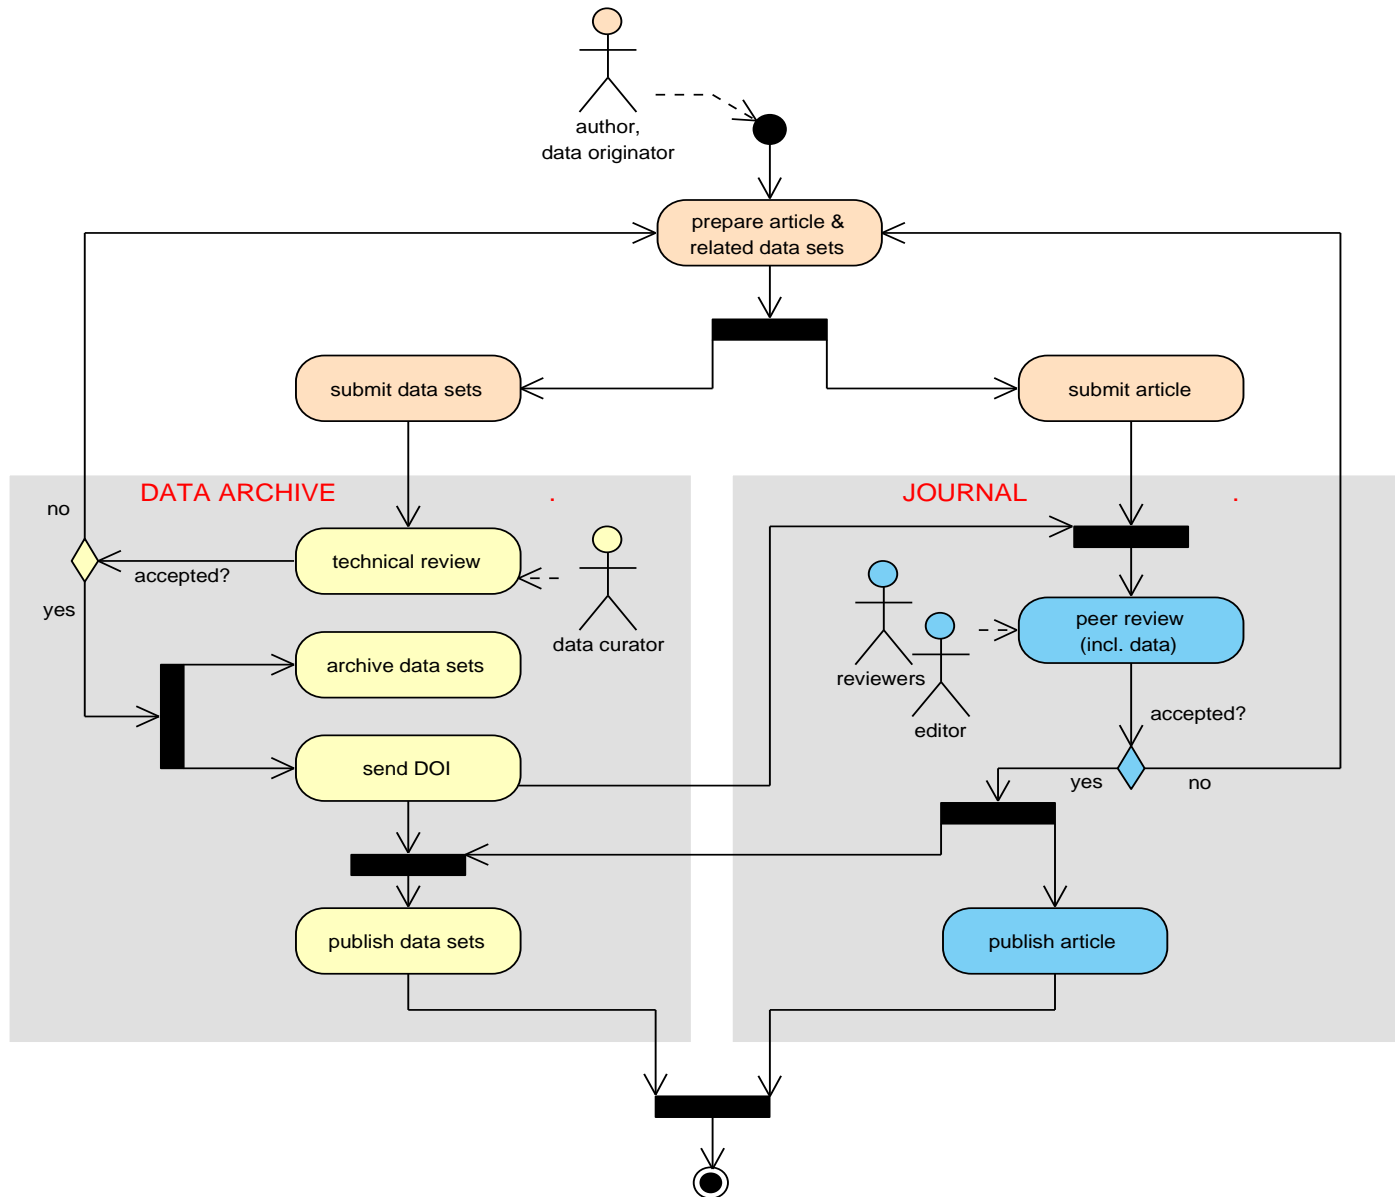 author,
data originator
prepare article &
related data sets
submit data sets
submit article
DATA ARCHIVE .
JOURNAL .
no
technical review
accepted?
yes
data curator
archive data sets
send DOI
publish data sets
peer review
(incl. data)
reviewers
editor
accepted?
yes
no
publish article